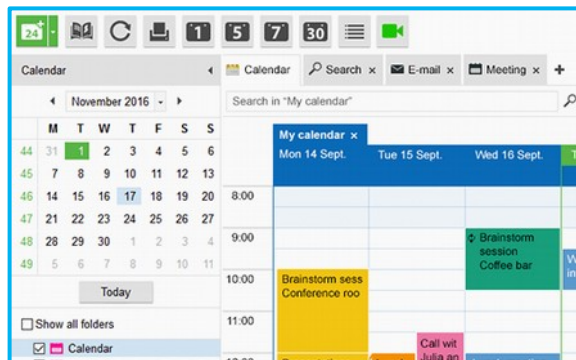 24
1 5 7 30
Calendar
Calendar Search × E-mail × Meeting × +
November 2016
Search in "My calendar"
M T W T F S S
44 31 1 2 3 4 5 6
45 7 8 9 10 11 12 13
46 14 15 16 17 18 19 20
47 21 22 23 24 25 26 27
48 28 29 30 1 2 3 4
49 5 6 7 8 9 10 11
Today
Show all folders
Calendar
My calendar ×
Mon 14 Sept. Tue 15 Sept. Wed 16 Sept. T
8:00
9:00
Brainstorm
session
Coffee bar
W
in
10:00
Brainstorm sess
Conference roo
11:00
Call wit
Julia an